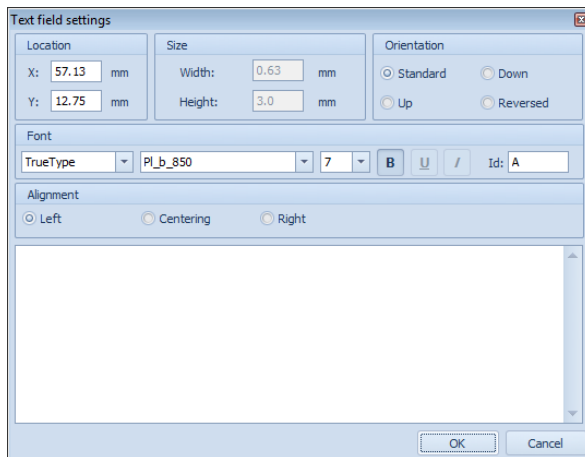 Text field settings
Location
Size
Orientation
X: 57.13 mm
Width: 0.63 mm
Standard
Down
Y: 12.75 mm
Height: 3.0 mm
Up
Reversed
Font
TrueType
Pl_b_850
7
B
U
I
Id: A
Alignment
Left
Centering
Right
OK
Cancel